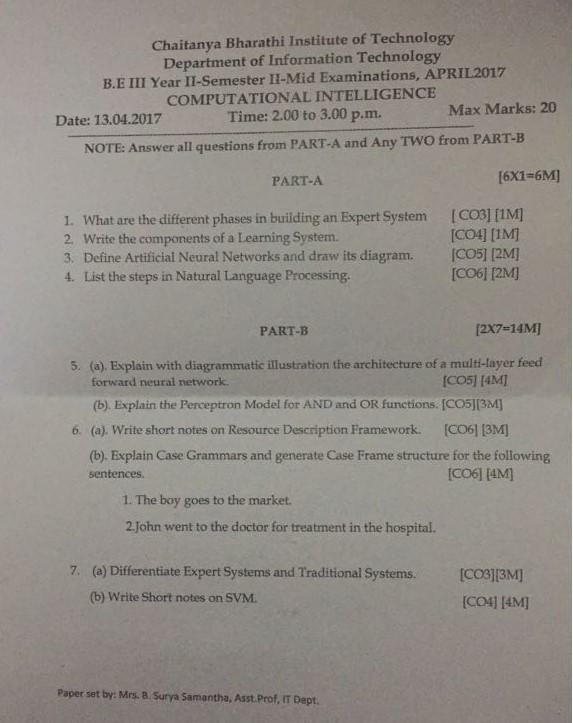 Chaitanya Bharathi Institute of Technology
Department of Information Technology
B.E III Year II-Semester II-Mid Examinations, APRIL2017
COMPUTATIONAL INTELLIGENCE
Date: 13.04.2017 Time: 2.00 to 3.00 p.m. Max Marks: 20
NOTE: Answer all questions from PART-A and Any TWO from PART-B
PART-A [6X1=6M]
1. What are the different phases in building an Expert System [ CO3] [1M]
2. Write the components of a Learning System. [CO4] [1M]
3. Define Artificial Neural Networks and draw its diagram. [CO5] [2M]
4. List the steps in Natural Language Processing. [CO6] [2M]
PART-B [2X7=14M]
5. (a). Explain with diagrammatic illustration the architecture of a multi-layer feed
forward neural network. [CO5] [4M]
(b). Explain the Perceptron Model for AND and OR functions. [CO5][3M]
6. (a). Write short notes on Resource Description Framework. [CO6] [3M]
(b). Explain Case Grammars and generate Case Frame structure for the following
sentences. [CO6] [4M]
1. The boy goes to the market.
2.John went to the doctor for treatment in the hospital.
7. (a) Differentiate Expert Systems and Traditional Systems. [CO3][3M]
(b) Write Short notes on SVM. [CO4] [4M]
Paper set by: Mrs. B. Surya Samantha, Asst.Prof, IT Dept.